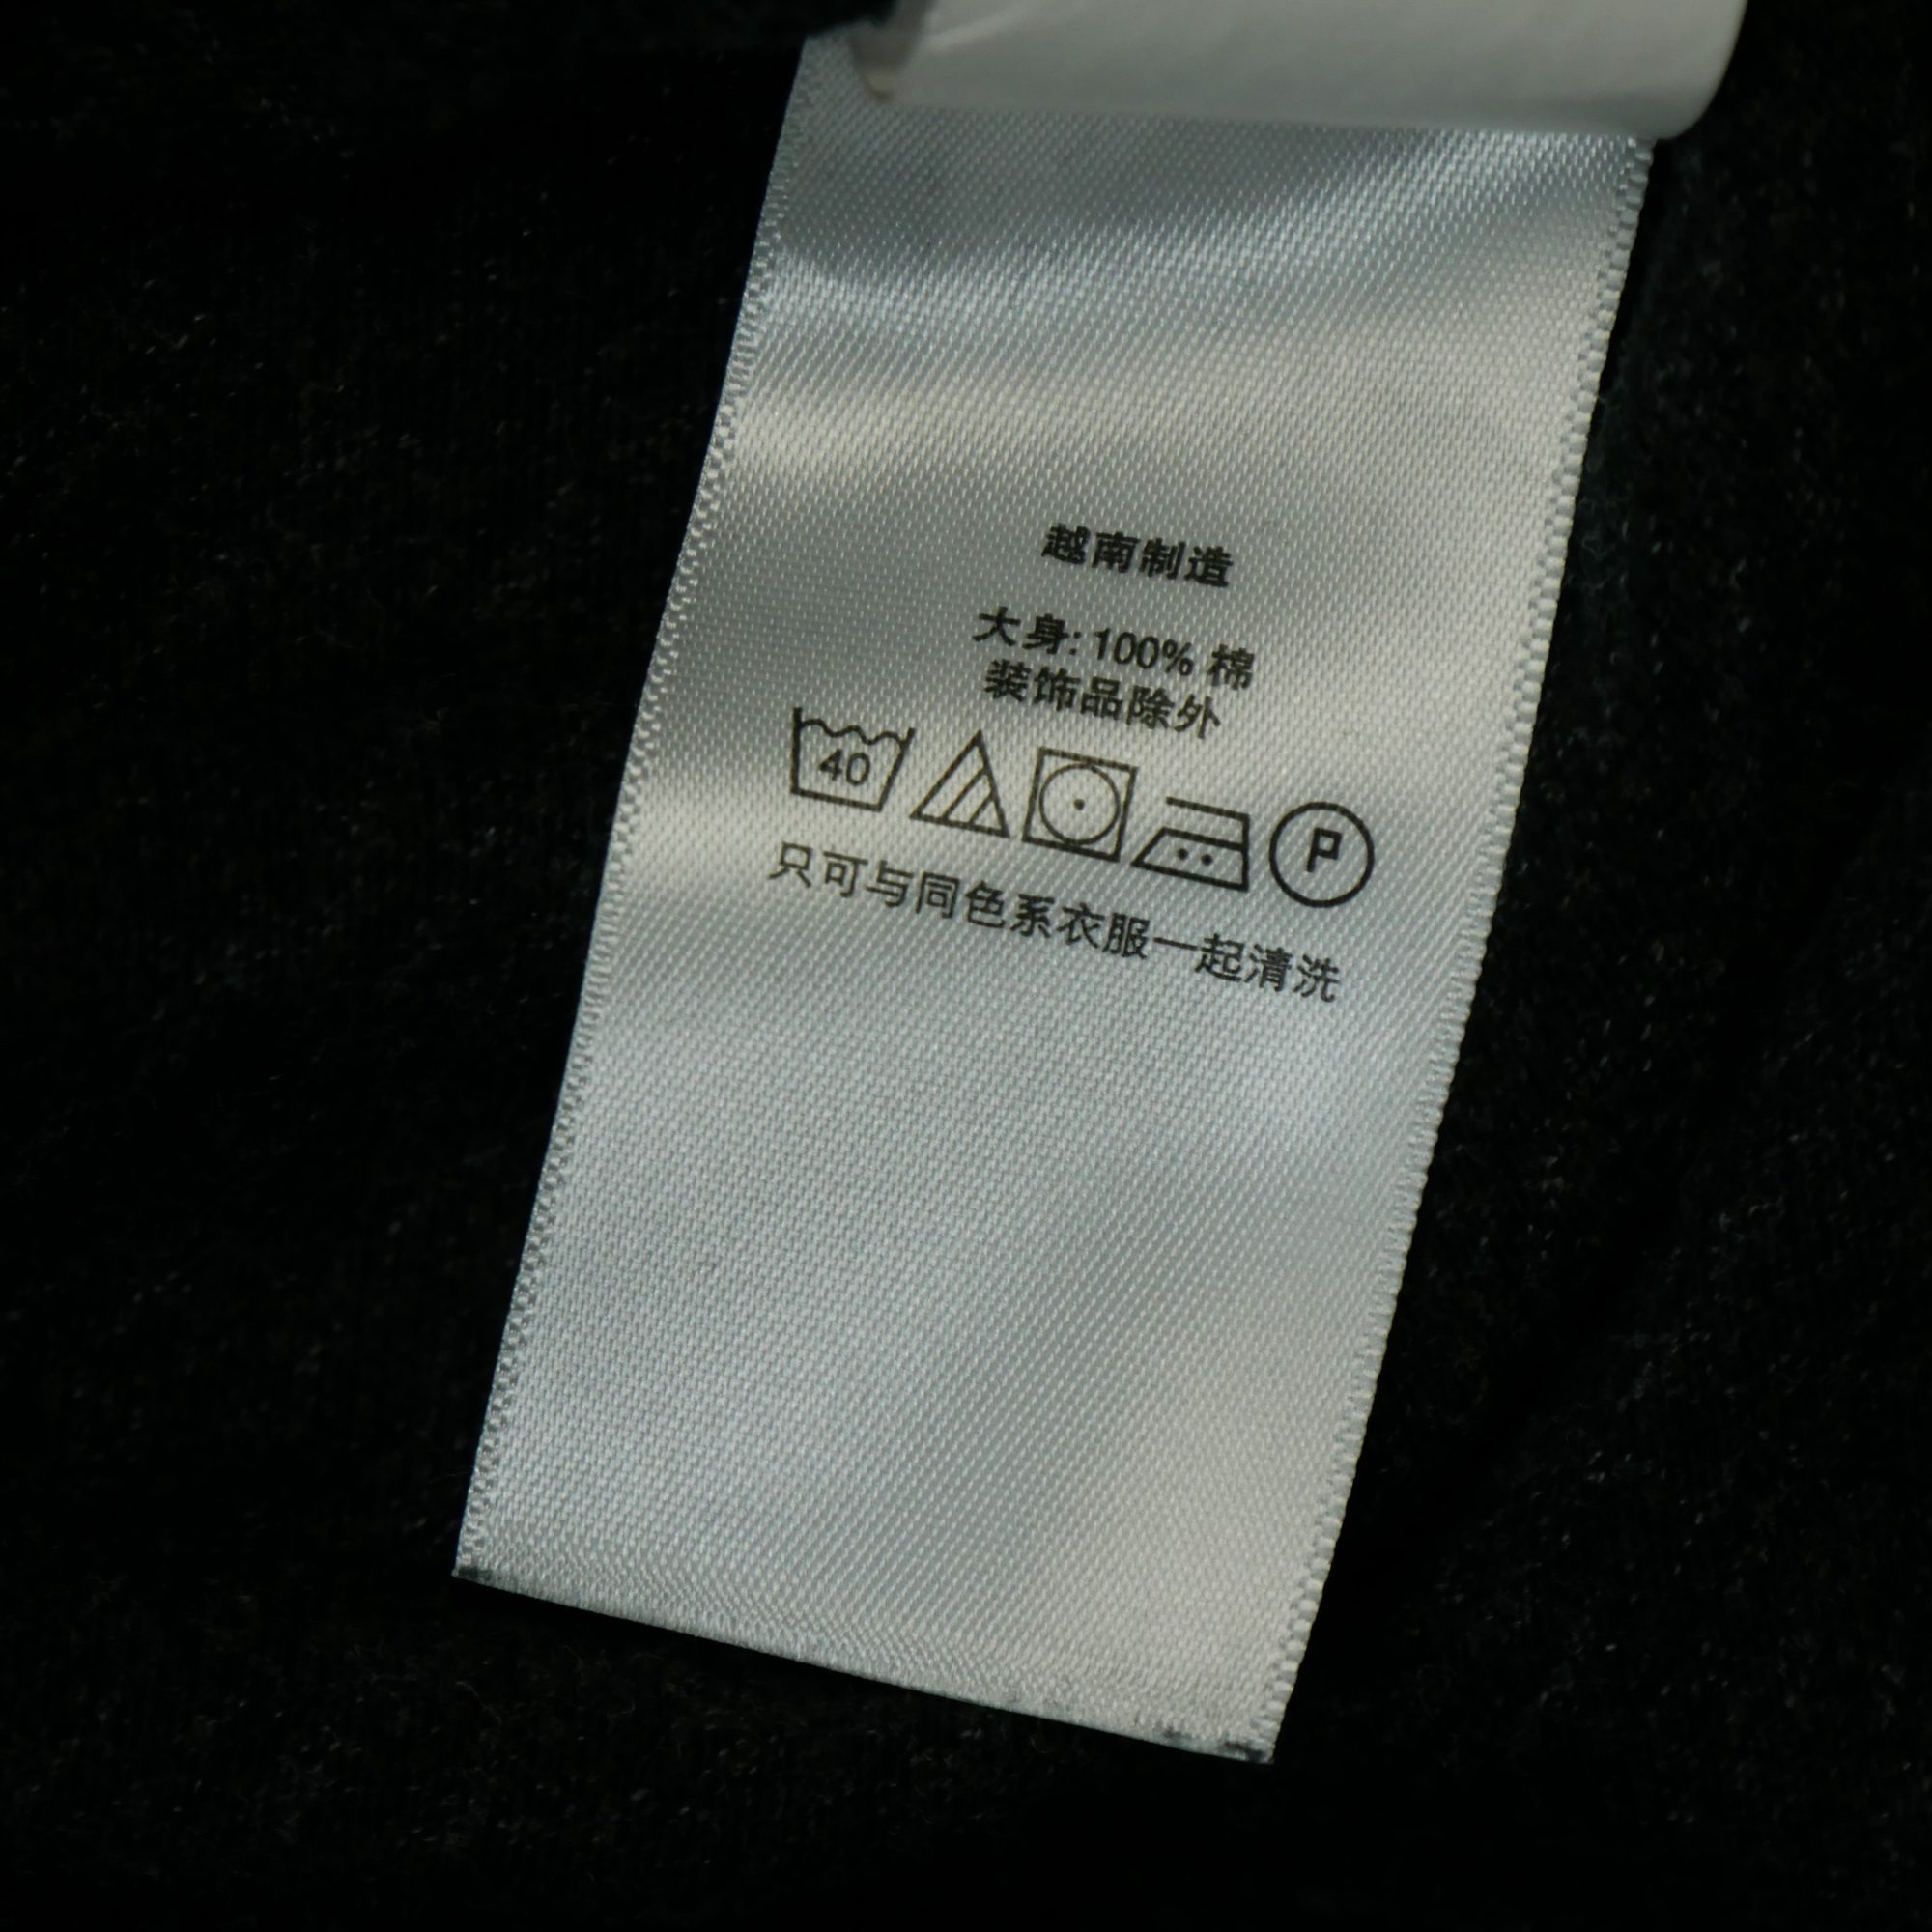 越南制造
大身: 100% 棉
装饰品除外
40
P
只可与同色系衣服一起清洗